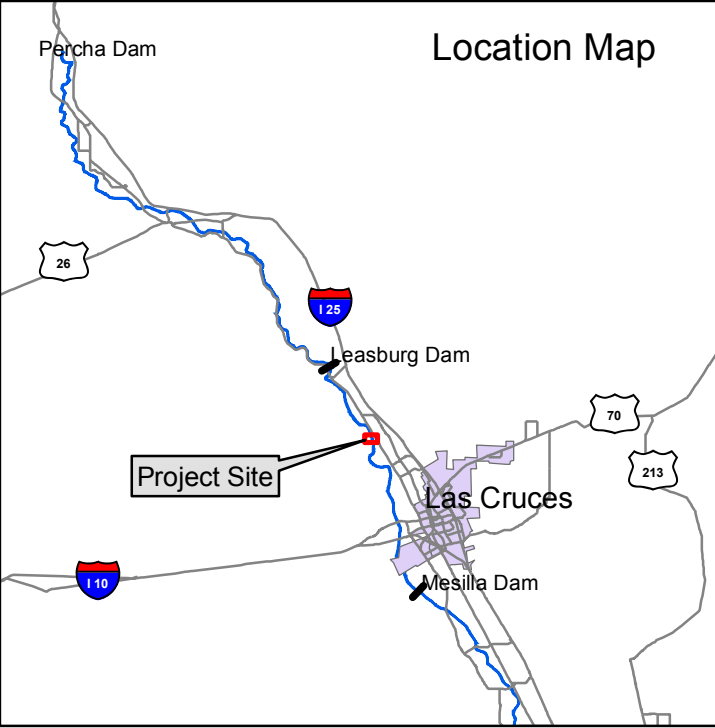 Location Map
Percha Dam
26
I 25
Leasburg Dam
70
Project Site
213
Las Cruces
I 10
Mesilla Dam